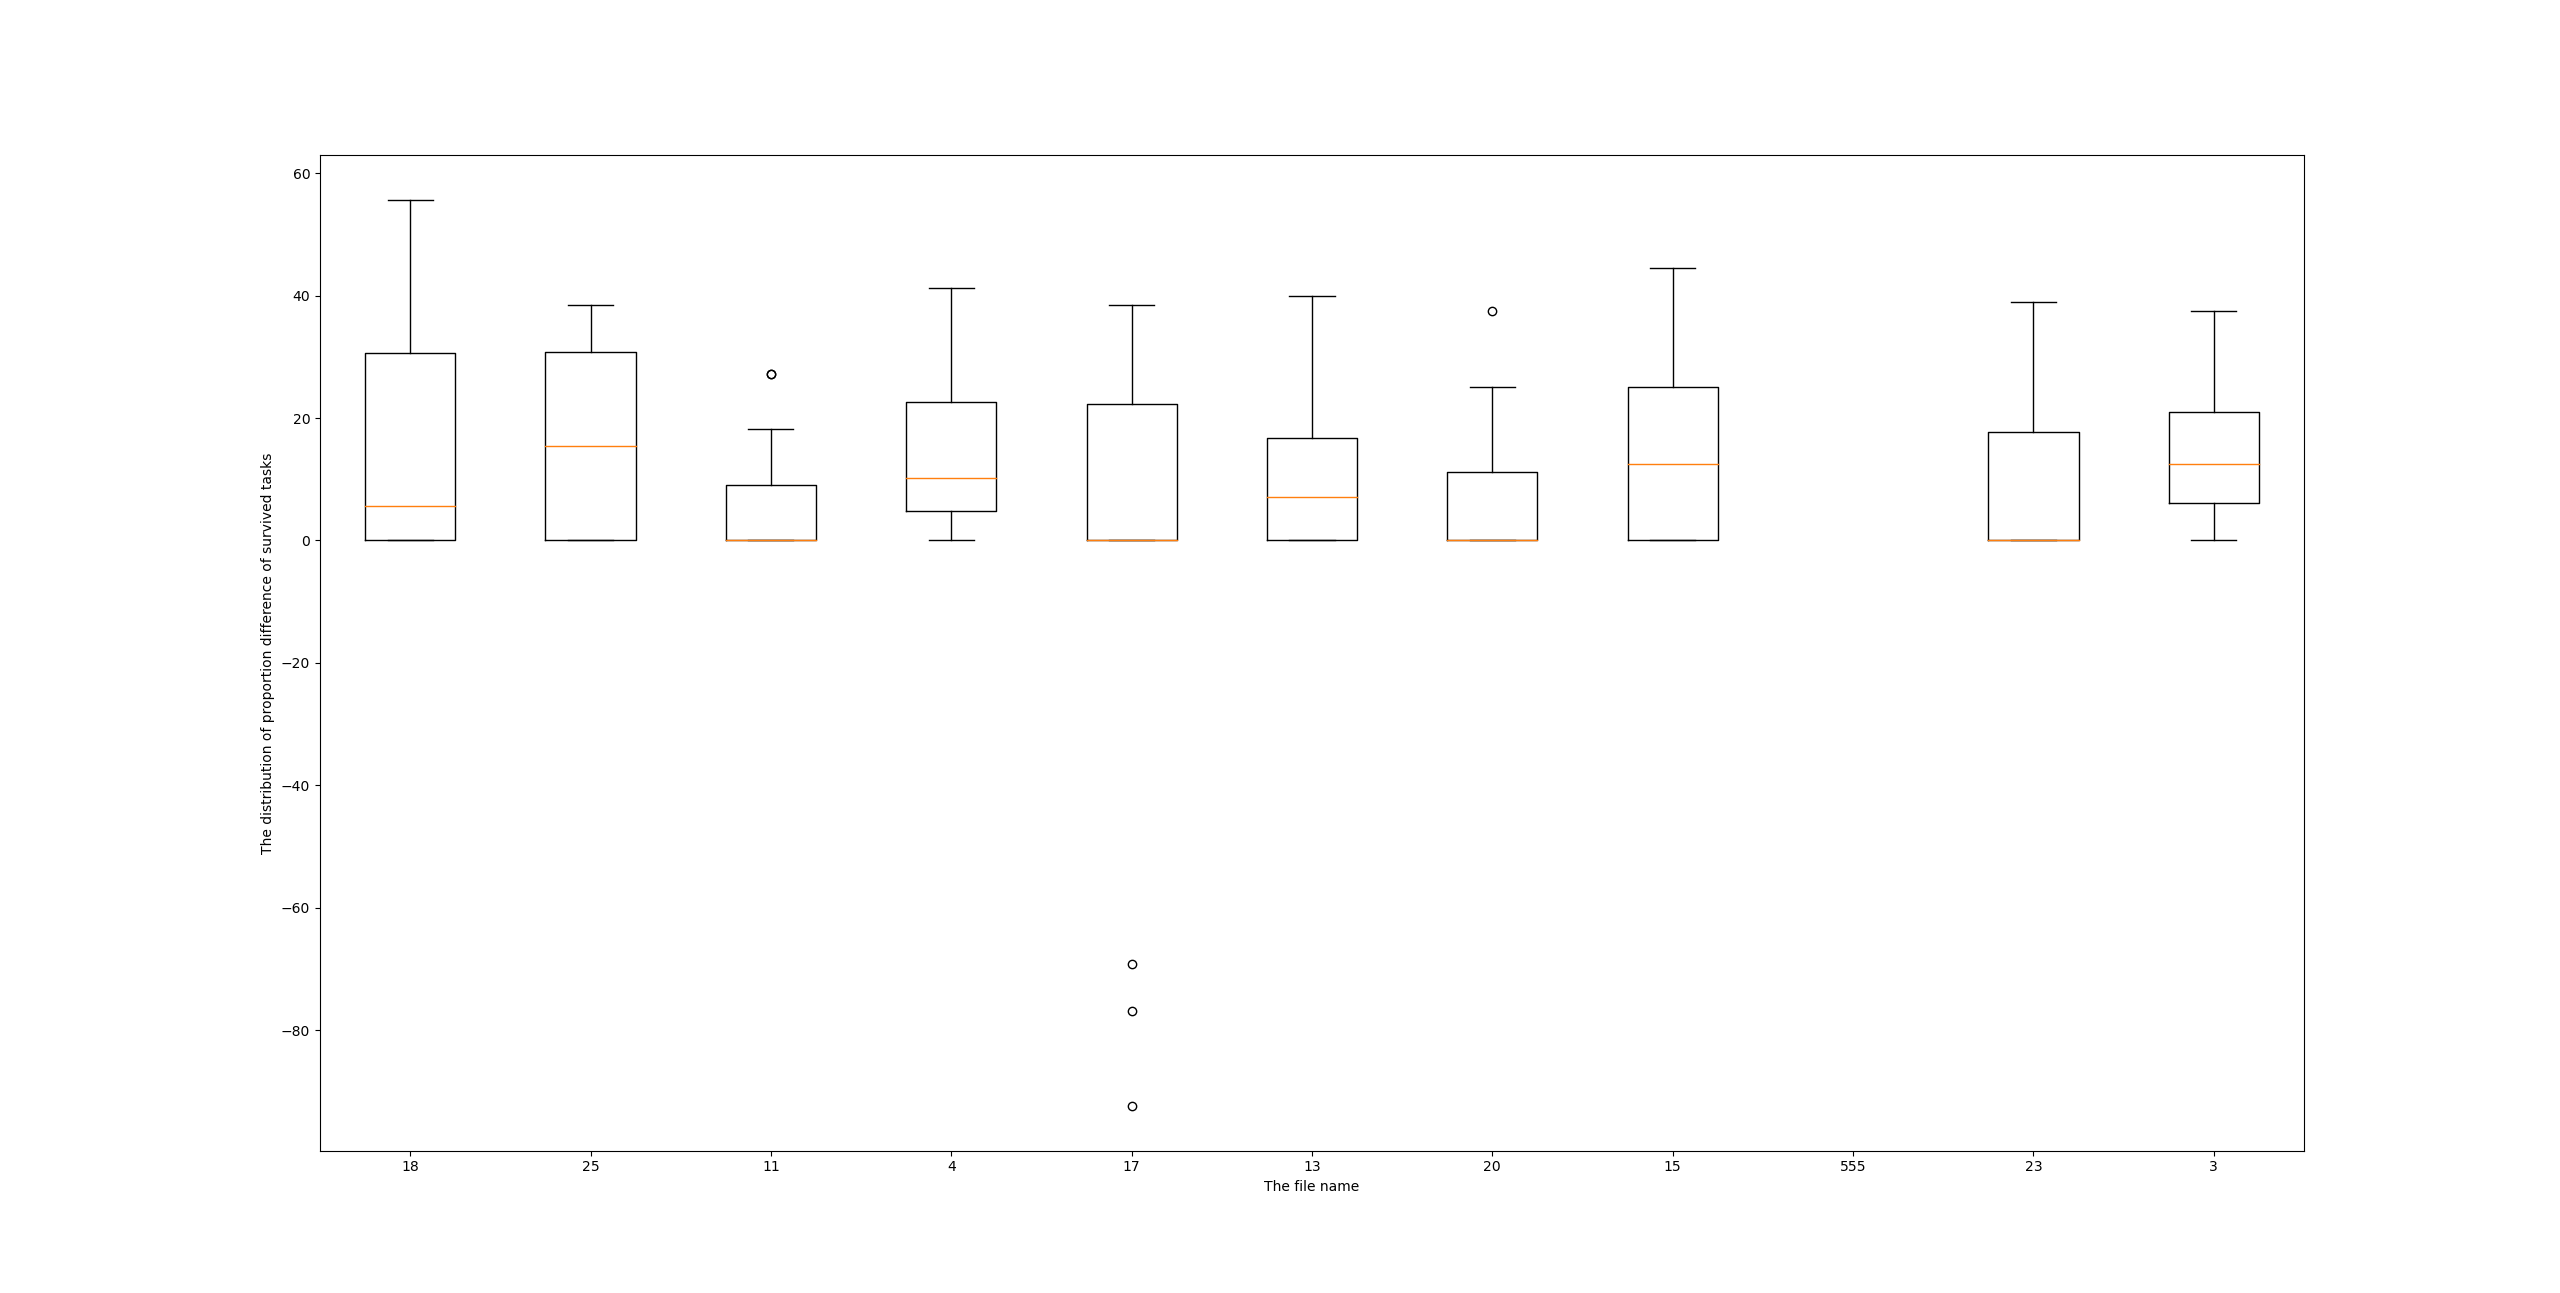 The distribution of proportion difference of survived tasks
60
40
20
0
−20
−40
−60
−80
18 25 11 4 17 13 20 15 555 23 3
The file name